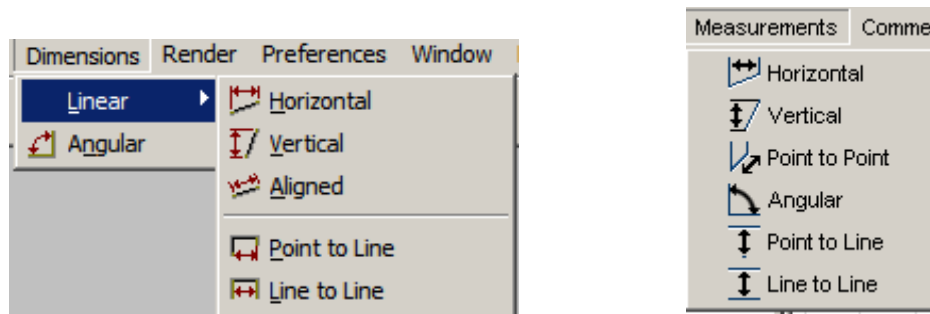 Dimensions Render Preferences Window
Linear
Angular
Horizontal
Vertical
Aligned
Point to Line
Line to Line
Measurements Comme
Horizontal
Vertical
Point to Point
Angular
Point to Line
Line to Line